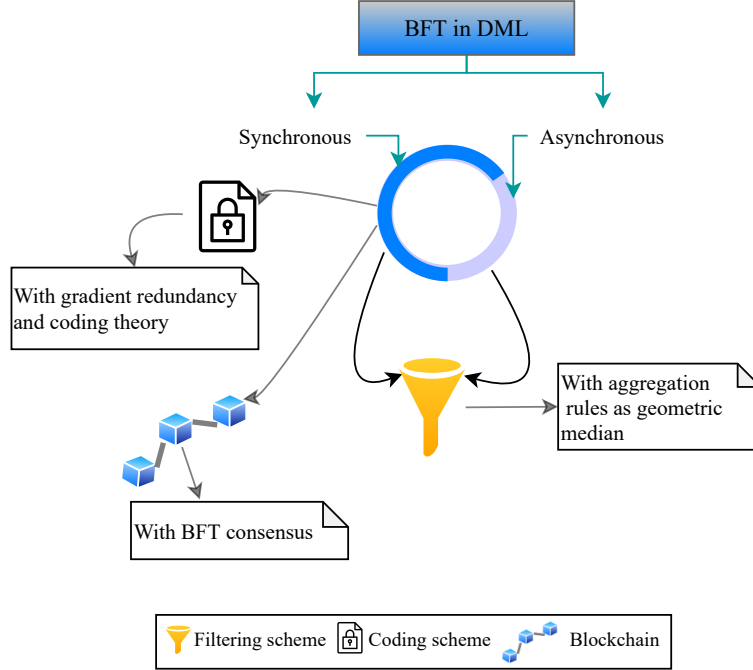 BFT in DML
Synchronous
Asynchronous
With gradient redundancy
and coding theory
With aggregation
rules as geometric
median
With BFT consensus
Filtering scheme
Coding scheme
Blockchain